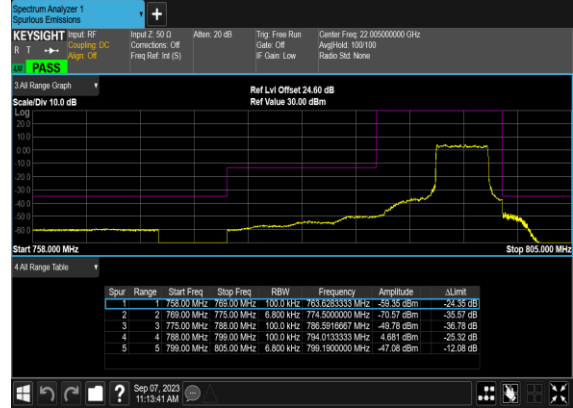 Spectrum Analyzer 1
Spurious Emissions
KEYSIGHT Input: RF Input Z: 50 Ω Atten: 20 dB Trig: Free Run Center Freq: 22.005000000 GHz
R T Coupling: DC Corrections: Off Gate: Off Avg|Hold: 100/100
Align: Off Freq Ref: Int (S) IF Gain: Low Radio Std: None
PASS
3 All Range Graph Ref Lvl Offset 24.60 dB
Scale/Div 10.0 dB Ref Value 30.00 dBm
Log
20.0
10.0
0.00
-10.0
-20.0
-30.0
-40.0
-50.0
-60.0
Start 758.000 MHz Stop 805.000 MHz
4 All Range Table
Spur Range Start Freq Stop Freq RBW Frequency Amplitude ΔLimit
1 1 758.00 MHz 769.00 MHz 100.0 kHz 763.6283333 MHz -59.35 dBm -24.35 dB
2 2 769.00 MHz 775.00 MHz 6.800 kHz 774.5000000 MHz -70.57 dBm -35.57 dB
3 3 775.00 MHz 788.00 MHz 100.0 kHz 786.5916667 MHz -49.78 dBm -36.78 dB
4 4 788.00 MHz 799.00 MHz 100.0 kHz 794.0133333 MHz 4.681 dBm -25.32 dB
5 5 799.00 MHz 805.00 MHz 6.800 kHz 799.1900000 MHz -47.08 dBm -12.08 dB
Sep 07, 2023
11:13:41 AM